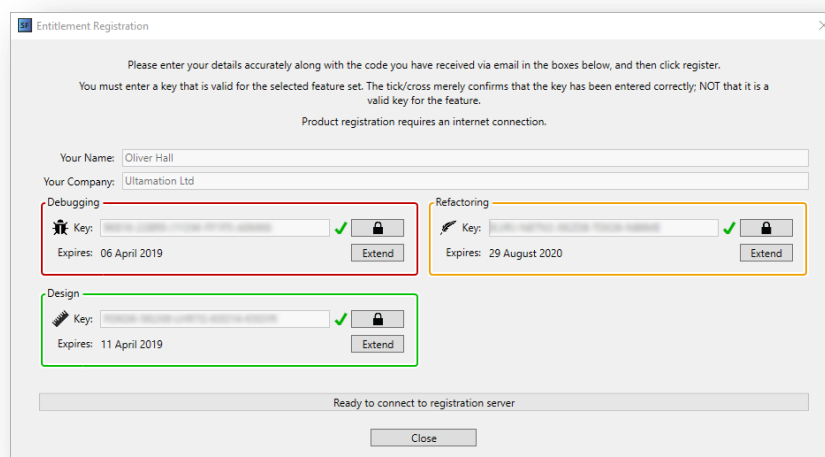 SF Entitlement Registration
Please enter your details accurately along with the code you have received via email in the boxes below, and then click register.
You must enter a key that is valid for the selected feature set. The tick/cross merely confirms that the key has been entered correctly; NOT that it is a
valid key for the feature.
Product registration requires an internet connection.
Your Name: Oliver Hall
Your Company: Ultamation Ltd
Debugging
Key:
Expires: 06 April 2019 Extend
Refactoring
Key:
Expires: 29 August 2020 Extend
Design
Key:
Expires: 11 April 2019 Extend
Ready to connect to registration server
Close